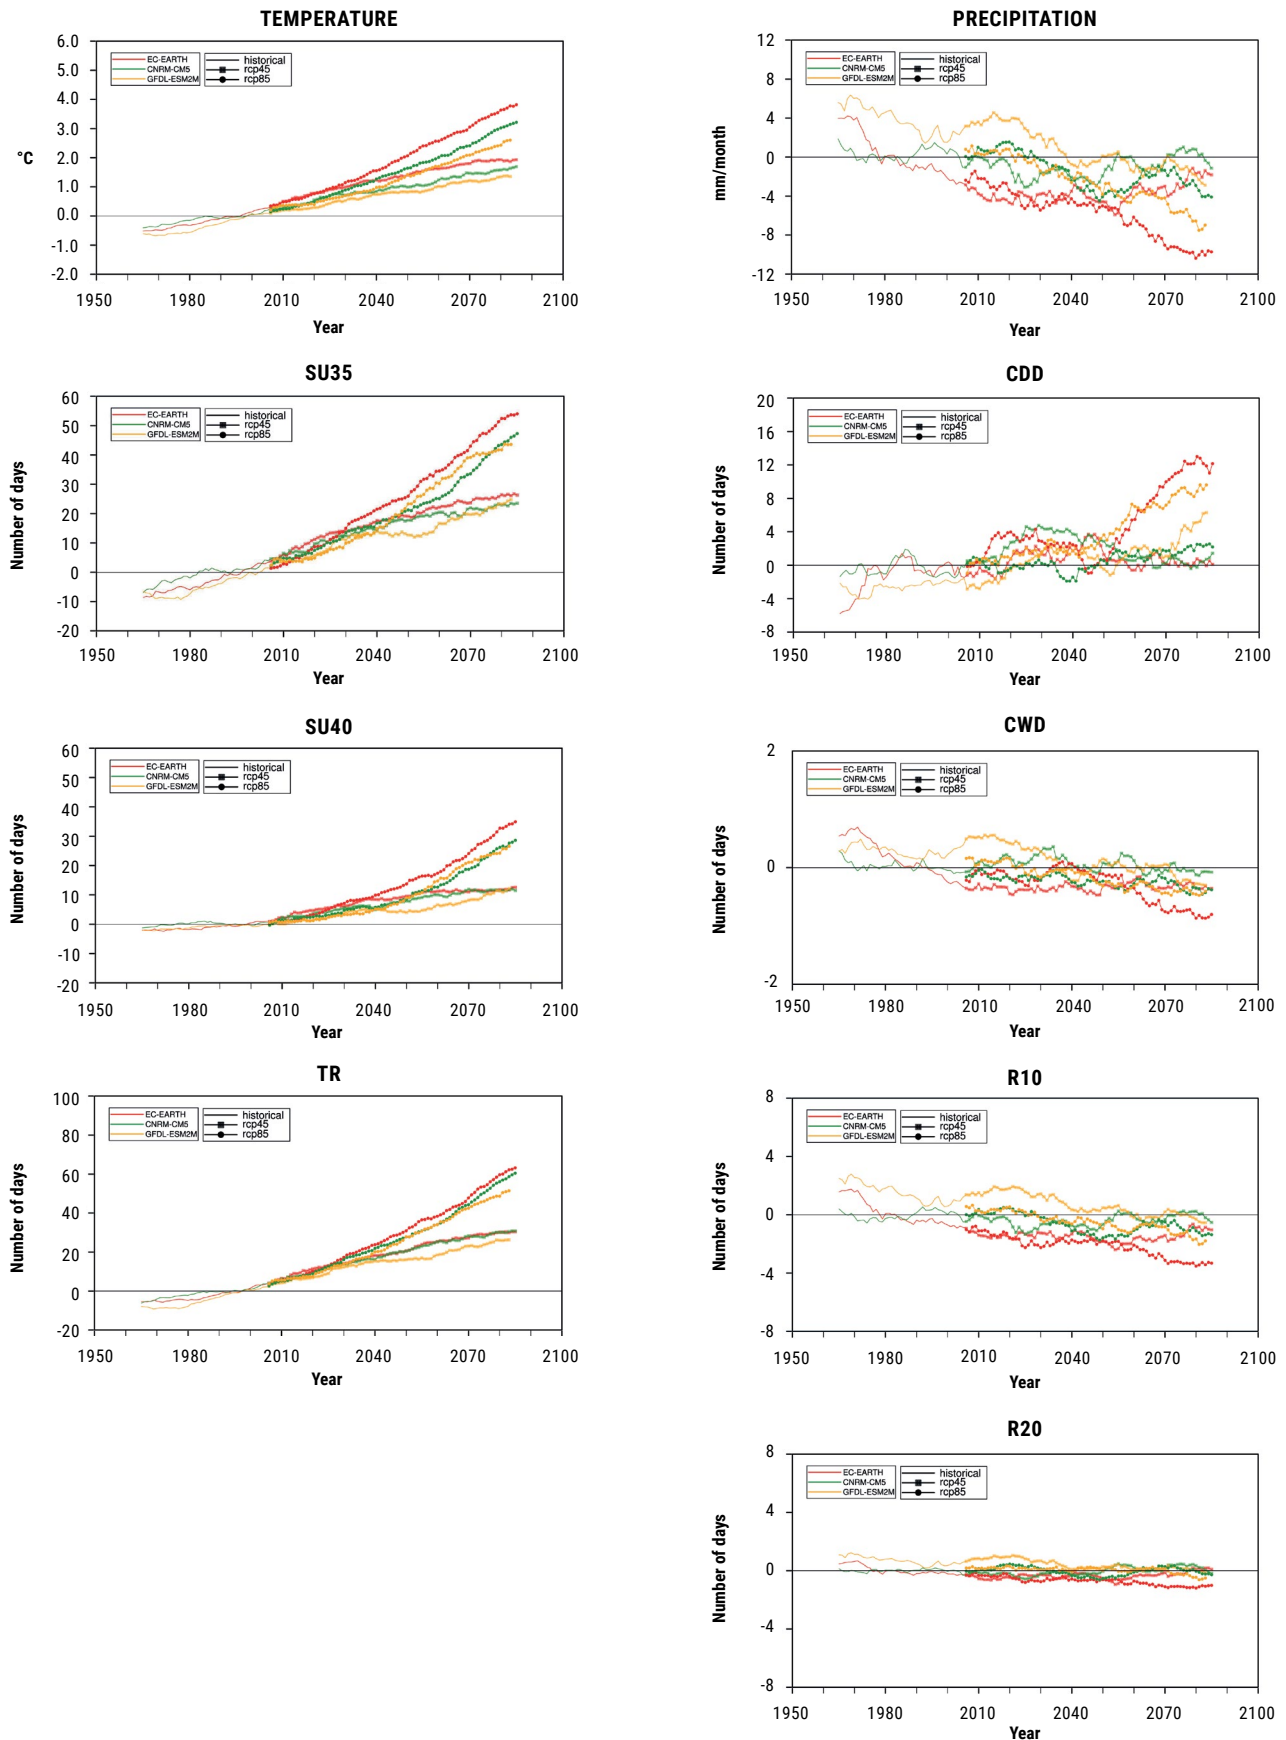 TEMPERATURE
6.0
5.0
4.0
3.0
2.0
1.0
0.0
-1.0
-2.0
°C
EC-EARTH
CNRM-CM5
GFDL-ESM2M
historical
rcp45
rcp85
1950 1980 2010 2040 2070 2100
Year
PRECIPITATION
12
8
4
0
-4
-8
-12
mm/month
EC-EARTH
CNRM-CM5
GFDL-ESM2M
historical
rcp45
rcp85
1950 1980 2010 2040 2070 2100
Year
SU35
60
50
40
30
20
10
0
-10
-20
Number of days
EC-EARTH
CNRM-CM5
GFDL-ESM2M
historical
rcp45
rcp85
1950 1980 2010 2040 2070 2100
Year
CDD
20
16
12
8
4
0
-4
-8
Number of days
EC-EARTH
CNRM-CM5
GFDL-ESM2M
historical
rcp45
rcp85
1950 1980 2010 2040 2070 2100
Year
SU40
60
50
40
30
20
10
0
-10
-20
Number of days
EC-EARTH
CNRM-CM5
GFDL-ESM2M
historical
rcp45
rcp85
1950 1980 2010 2040 2070 2100
Year
CWD
2
0
-2
Number of days
EC-EARTH
CNRM-CM5
GFDL-ESM2M
historical
rcp45
rcp85
1950 1980 2010 2040 2070 2100
Year
TR
100
80
60
40
20
0
-20
Number of days
EC-EARTH
CNRM-CM5
GFDL-ESM2M
historical
rcp45
rcp85
1950 1980 2010 2040 2070 2100
Year
R10
8
4
0
-4
-8
Number of days
EC-EARTH
CNRM-CM5
GFDL-ESM2M
historical
rcp45
rcp85
1950 1980 2010 2040 2070 2100
Year
R20
8
4
0
-4
-8
Number of days
EC-EARTH
CNRM-CM5
GFDL-ESM2M
historical
rcp45
rcp85
1950 1980 2010 2040 2070 2100
Year